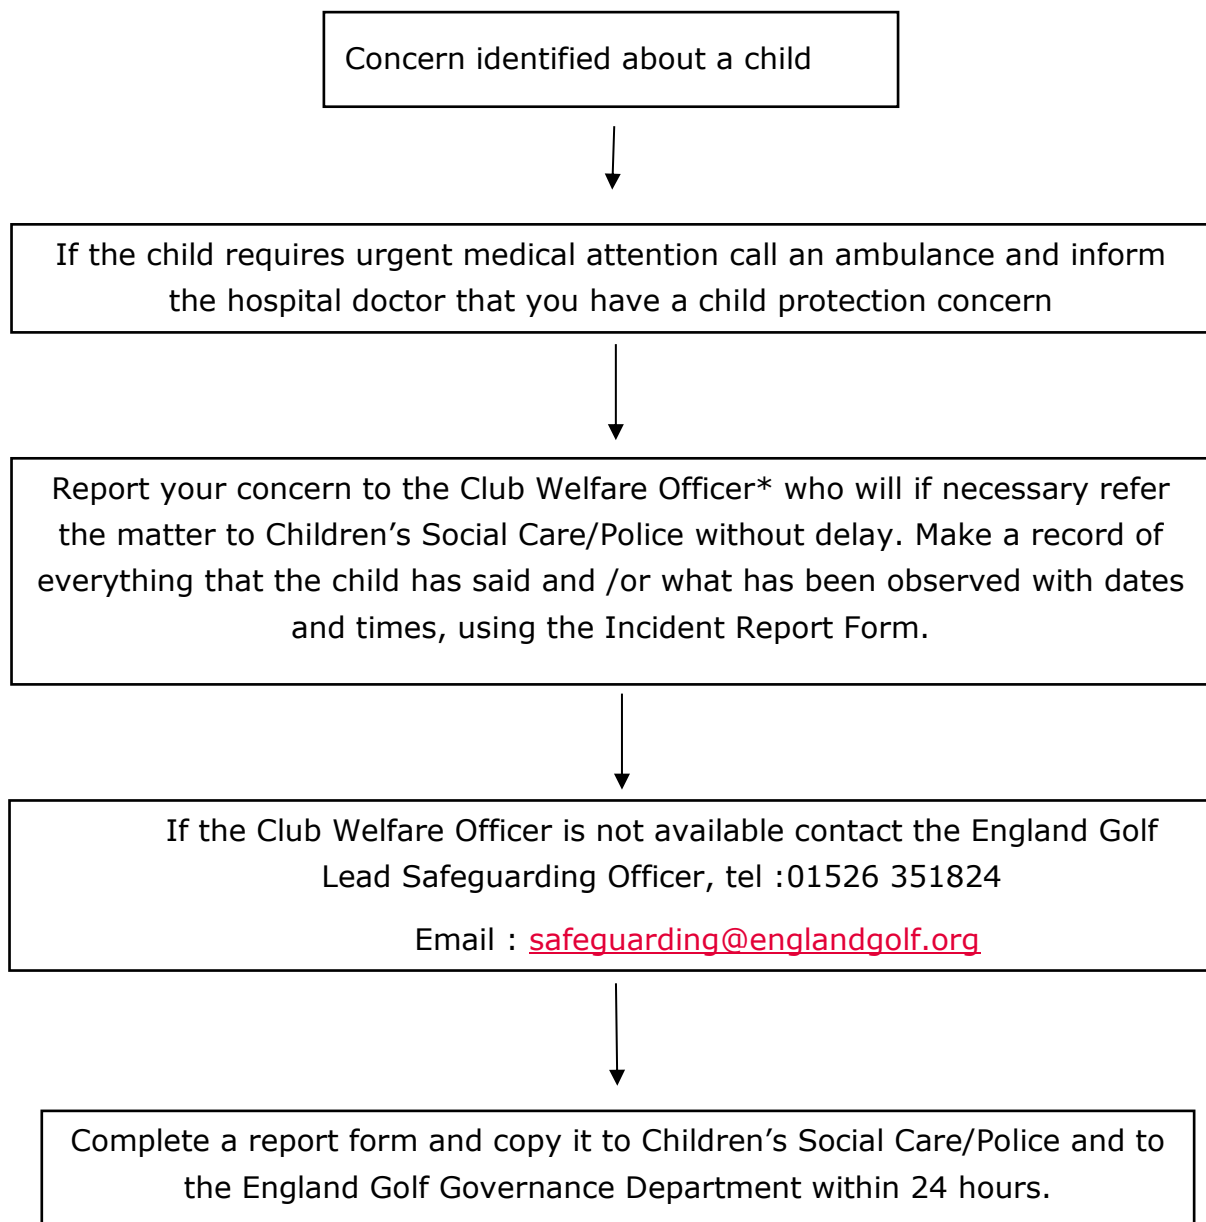 Concern identified about a child
If the child requires urgent medical attention call an ambulance and inform
the hospital doctor that you have a child protection concern
Report your concern to the Club Welfare Officer* who will if necessary refer
the matter to Children’s Social Care/Police without delay. Make a record of
everything that the child has said and /or what has been observed with dates
and times, using the Incident Report Form.
If the Club Welfare Officer is not available contact the England Golf
Lead Safeguarding Officer, tel :01526 351824
Email : safeguarding@englandgolf.org
Complete a report form and copy it to Children’s Social Care/Police and to
the England Golf Governance Department within 24 hours.